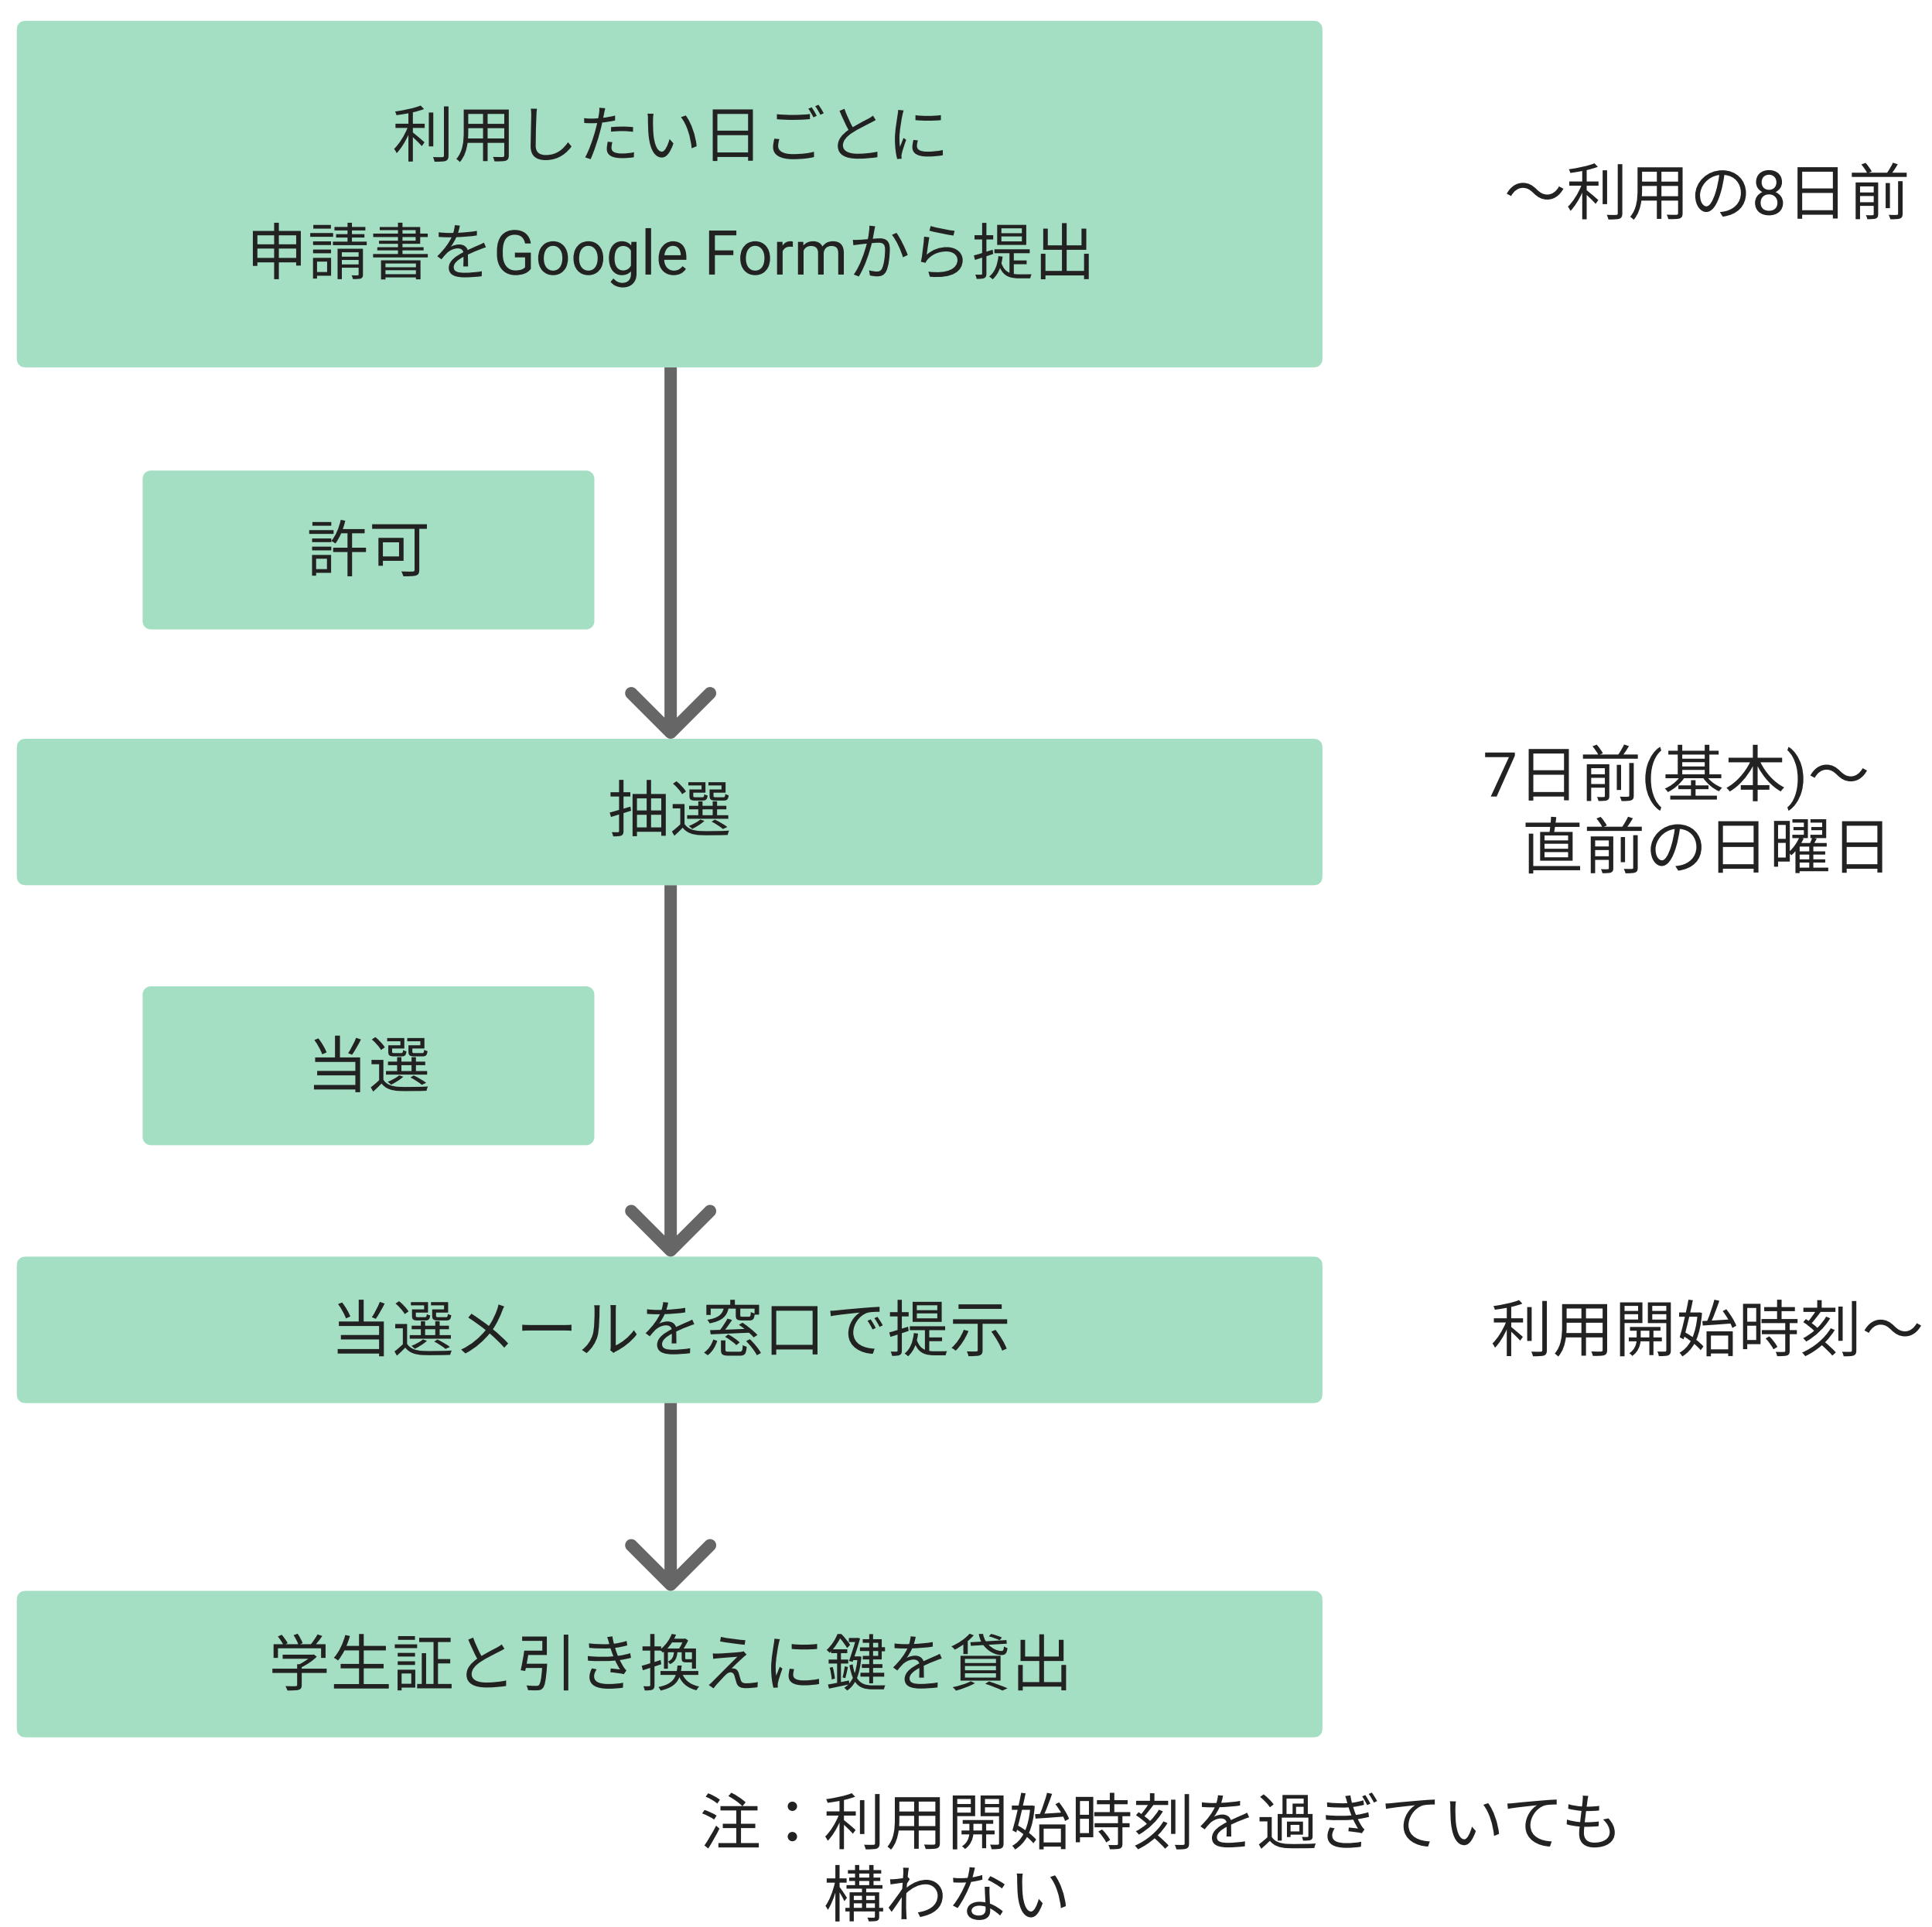 利用したい日ごとに
申請書をGoogle Formからに提出
〜利用の8日前
許可
抽選
7日前(基本)〜
直前の日曜日
当選
当選メールを窓口で提示
利用開始時刻〜
学生証と引き換えに鍵を貸出
注：利用開始時刻を過ぎていても
構わない